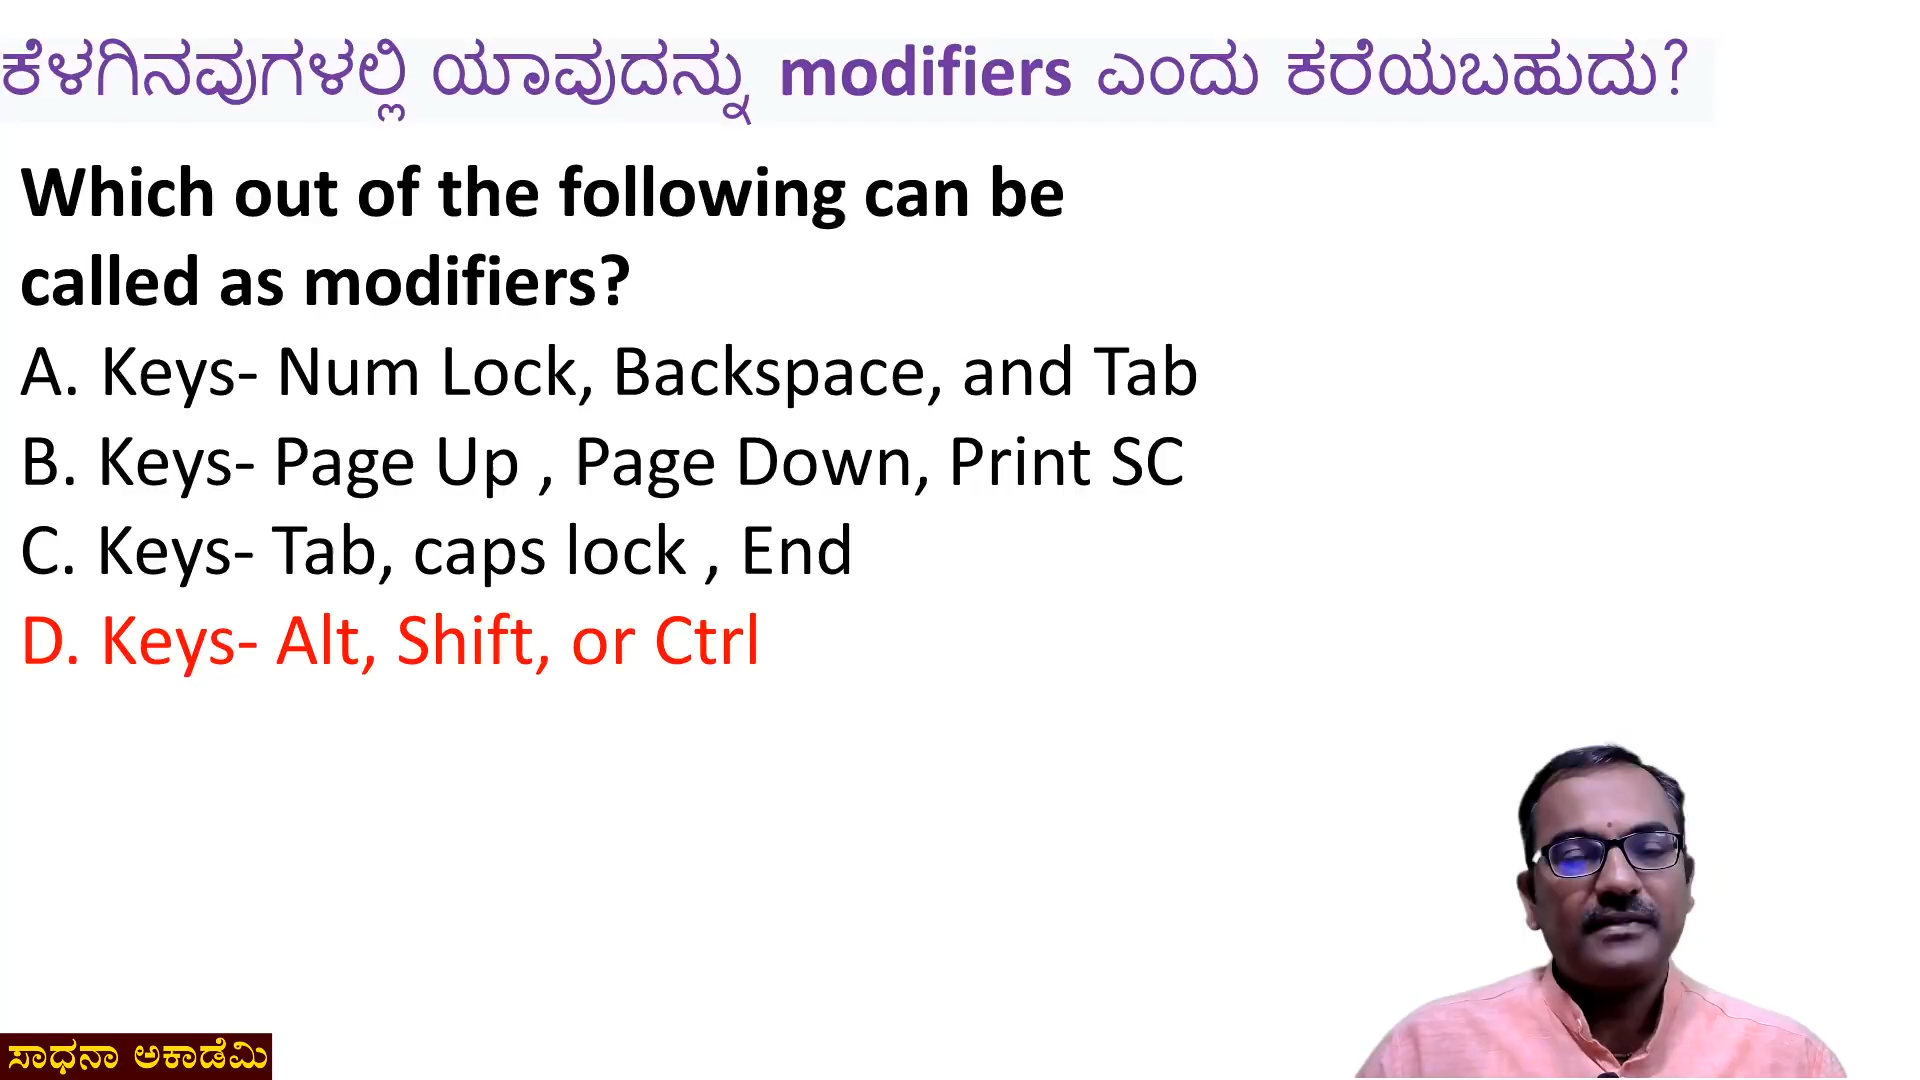 ಕೆಳಗಿನವುಗಳಲ್ಲಿ ಯಾವುದನ್ನು modifiers ಎಂದು ಕರೆಯಬಹುದು?
Which out of the following can be
called as modifiers?
A. Keys- Num Lock, Backspace, and Tab
B. Keys- Page Up , Page Down, Print SC
C. Keys- Tab, caps lock , End
D. Keys- Alt, Shift, or Ctrl
ಸಾಧನಾ ಅಕಾಡೆಮಿ